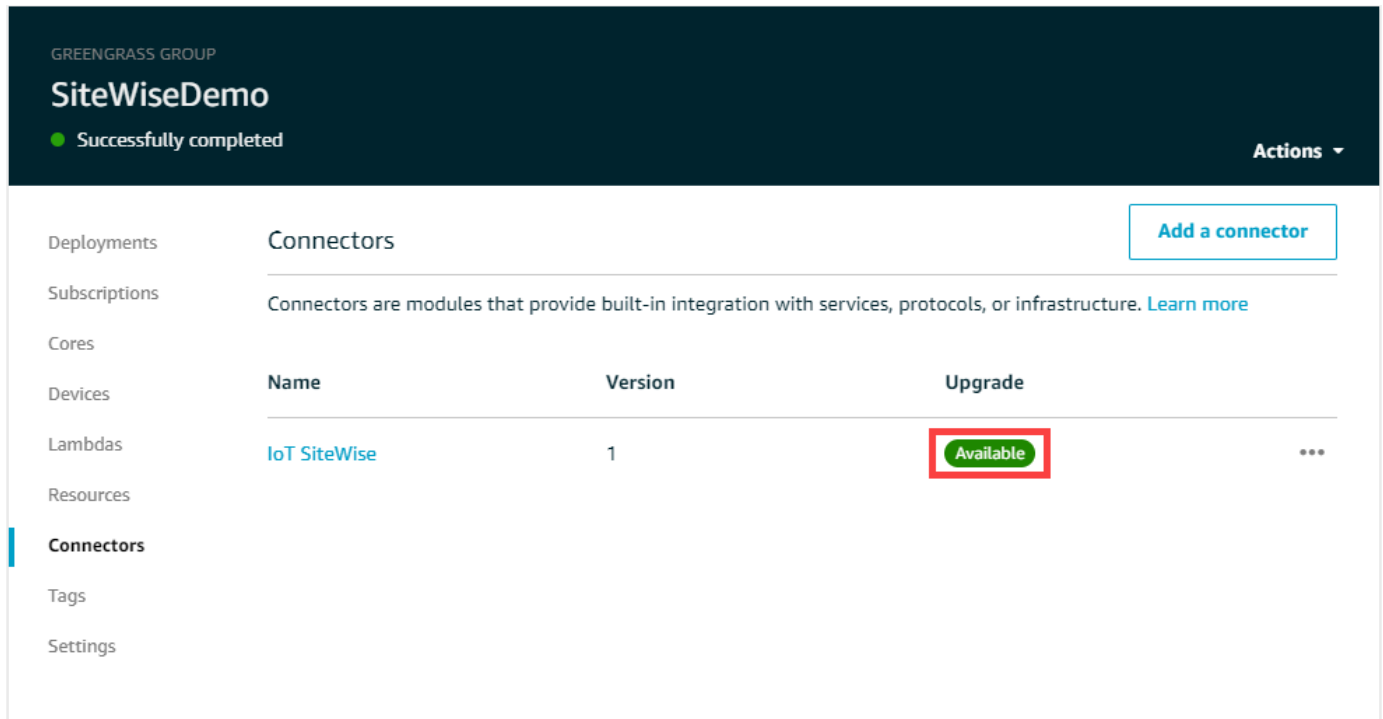 GREENGRASS GROUP
SiteWiseDemo
Successfully completed
Actions
Deployments
Subscriptions
Cores
Devices
Lambdas
Resources
Connectors
Tags
Settings
Connectors
Add a connector
Connectors are modules that provide built-in integration with services, protocols, or infrastructure. Learn more
Name Version Upgrade
IoT SiteWise 1 Available